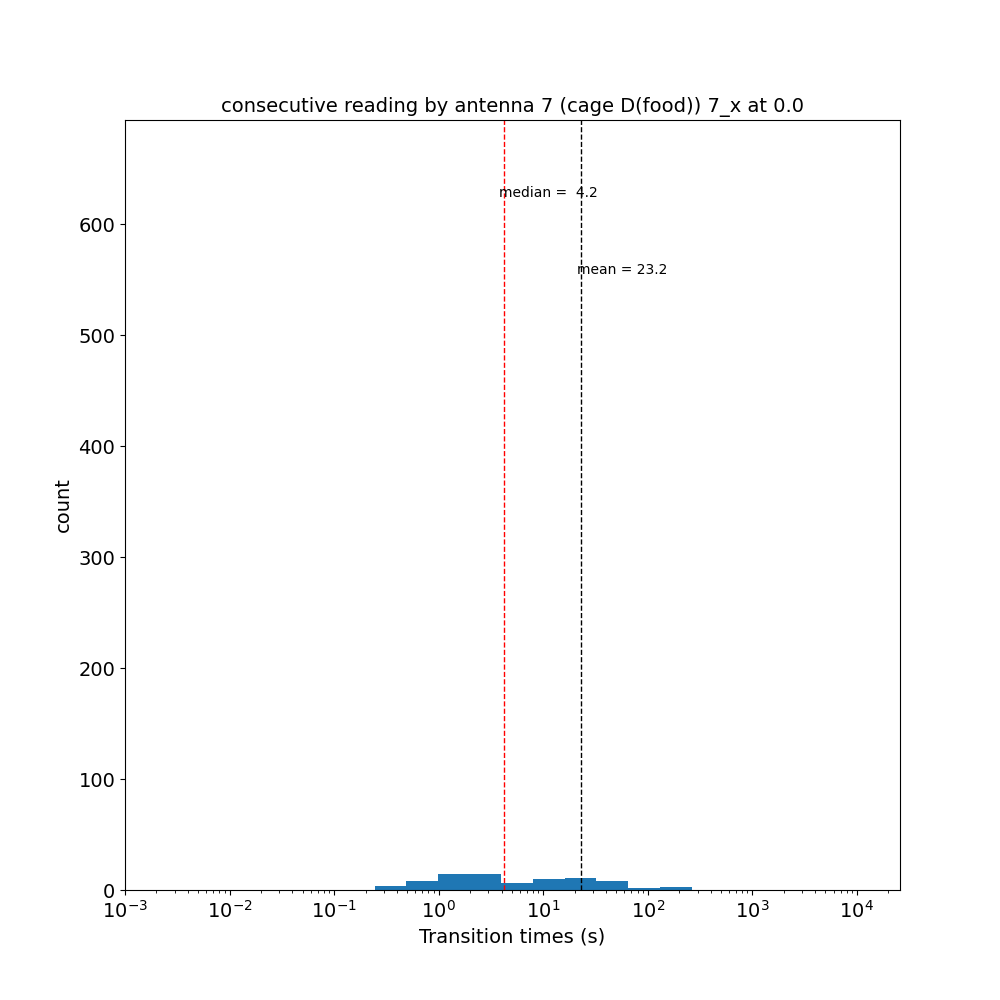 consecutive reading by antenna 7 (cage D(food)) 7_x at 0.0
median =  4.2
mean = 23.2
600
500
400
300
200
100
0
count
10⁻³ 10⁻² 10⁻¹ 10⁰ 10¹ 10² 10³ 10⁴
Transition times (s)